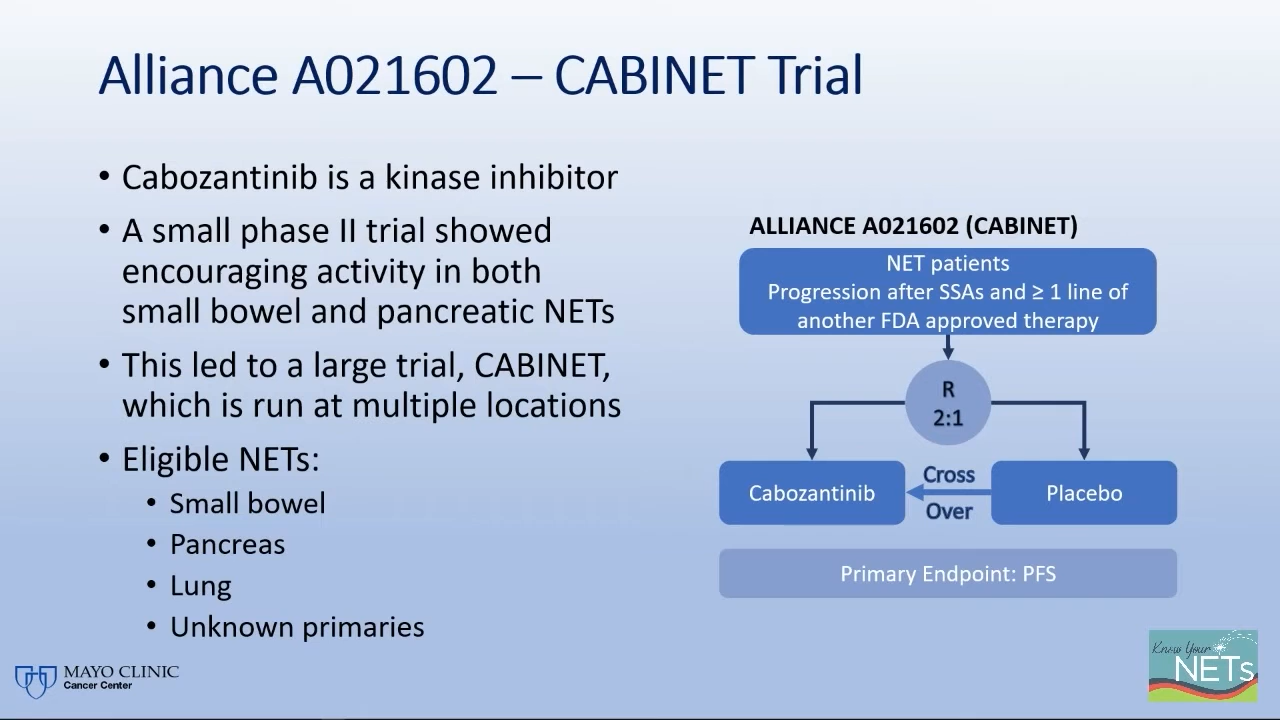 Alliance A021602 – CABINET Trial
• Cabozantinib is a kinase inhibitor
• A small phase II trial showed
encouraging activity in both
small bowel and pancreatic NETs
• This led to a large trial, CABINET,
which is run at multiple locations
• Eligible NETs:
• Small bowel
• Pancreas
• Lung
• Unknown primaries
ALLIANCE A021602 (CABINET)
NET patients
Progression after SSAs and ≥ 1 line of
another FDA approved therapy
R
2:1
Cabozantinib
Cross
Over
Placebo
Primary Endpoint: PFS
MAYO CLINIC
Cancer Center
Know Your
NETs